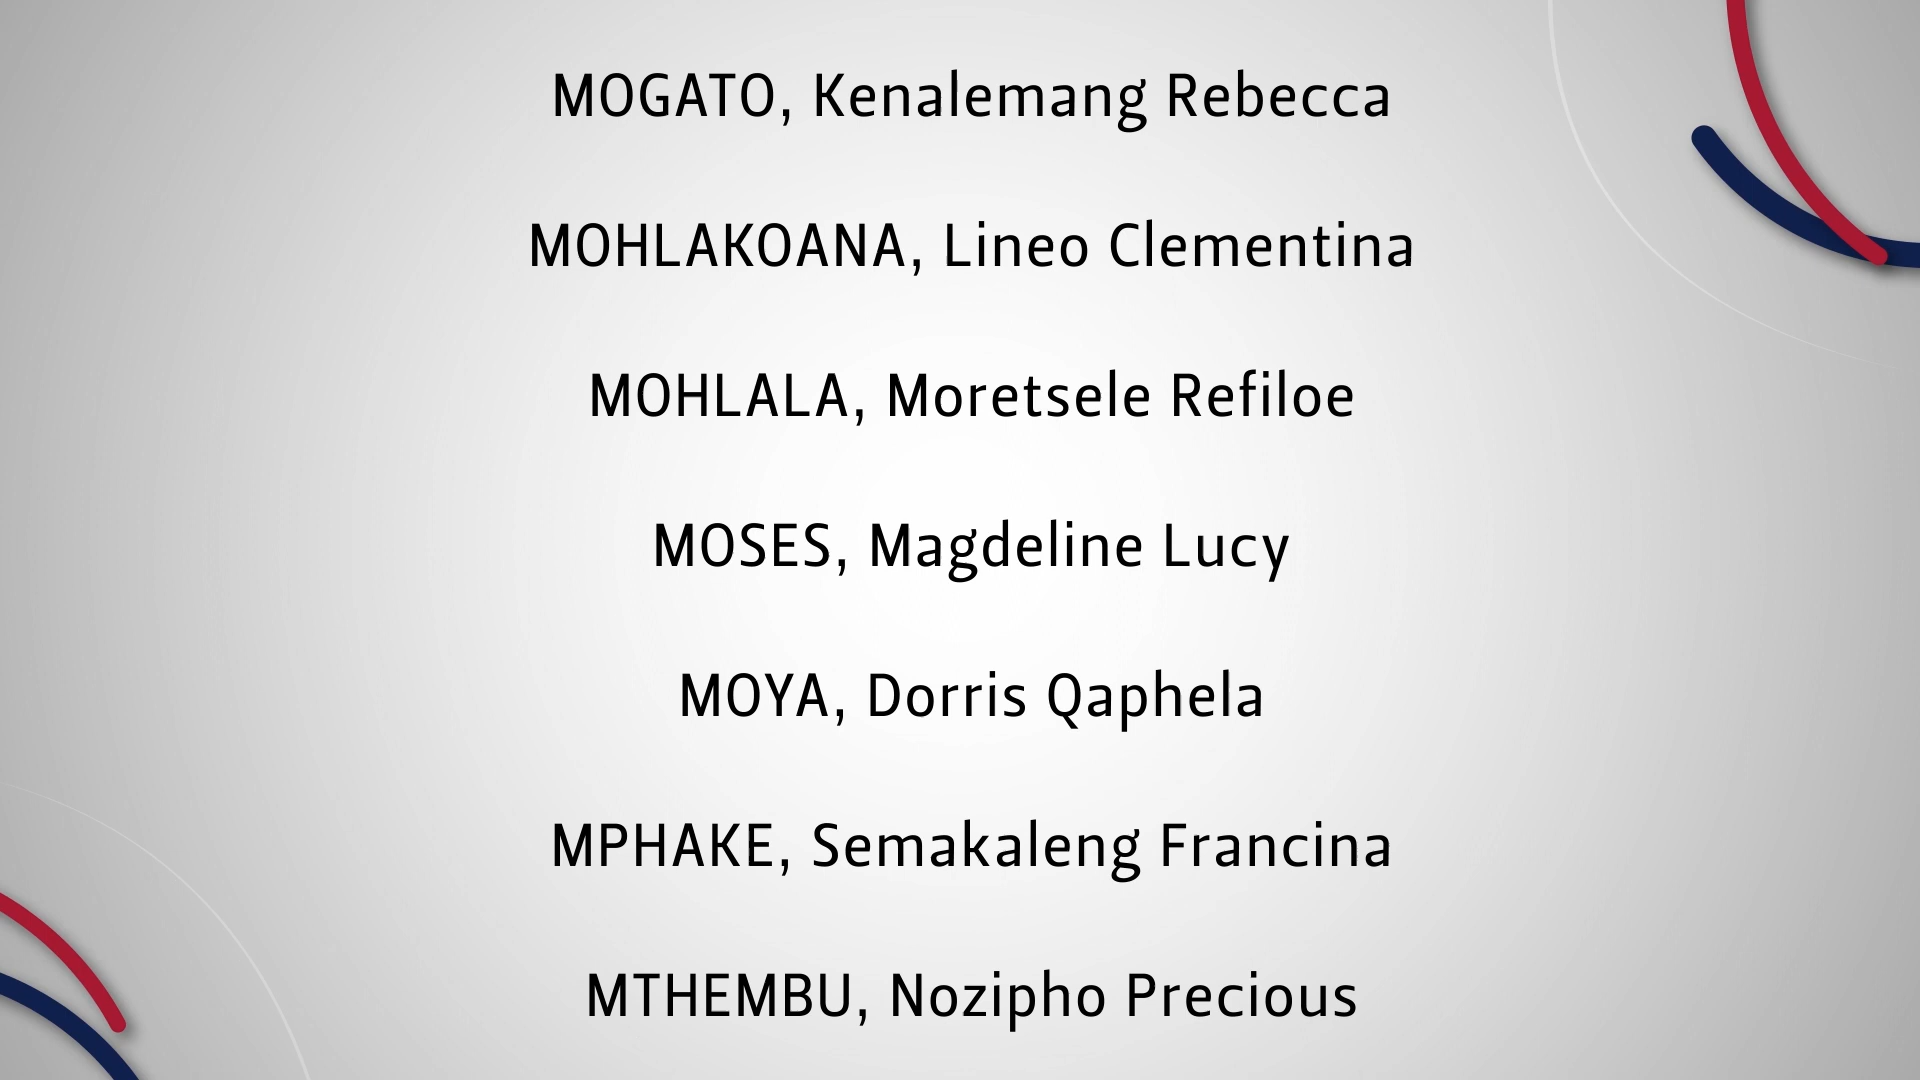 MOGATO, Kenalemang Rebecca
MOHLAKOANA, Lineo Clementina
MOHLALA, Moretsele Refiloe
MOSES, Magdeline Lucy
MOYA, Dorris Qaphela
MPHAKE, Semakaleng Francina
MTHEMBU, Nozipho Precious